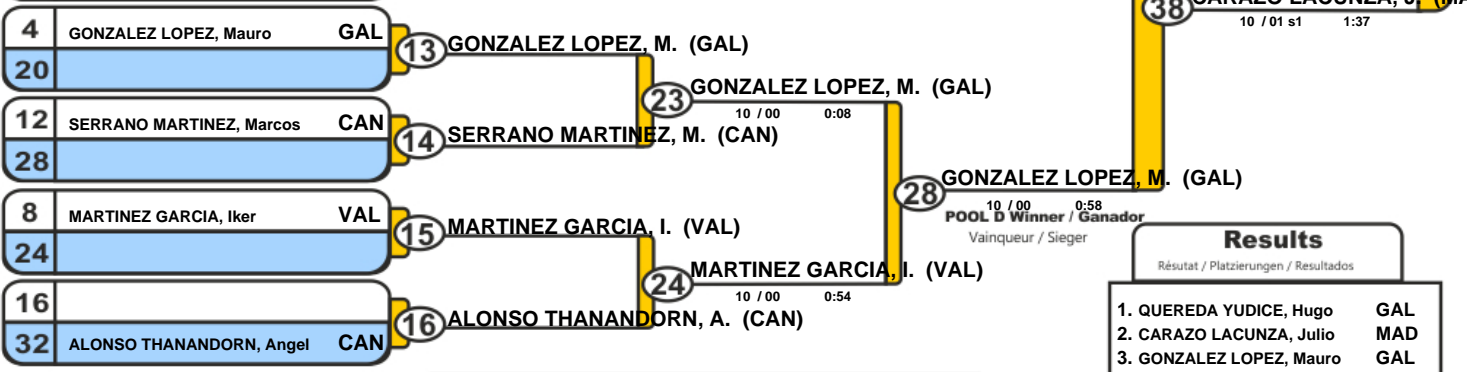 38 CARAZO LACUNZA, J. (MA
10 / 01 s1 1:37
4 GONZALEZ LOPEZ, Mauro GAL
20
13 GONZALEZ LOPEZ, M. (GAL)
23 GONZALEZ LOPEZ, M. (GAL)
10 / 00 0:08
12 SERRANO MARTINEZ, Marcos CAN
28
14 SERRANO MARTINEZ, M. (CAN)
28 GONZALEZ LOPEZ, M. (GAL)
10 / 00 0:58
POOL D Winner / Ganador
Vainqueur / Sieger
8 MARTINEZ GARCIA, Iker VAL
24
15 MARTINEZ GARCIA, I. (VAL)
24 MARTINEZ GARCIA, I. (VAL)
10 / 00 0:54
16
32 ALONSO THANANDORN, Angel CAN
16 ALONSO THANANDORN, A. (CAN)
Results
Résutat / Platzierungen / Resultados
1. QUEREDA YUDICE, Hugo GAL
2. CARAZO LACUNZA, Julio MAD
3. GONZALEZ LOPEZ, Mauro GAL